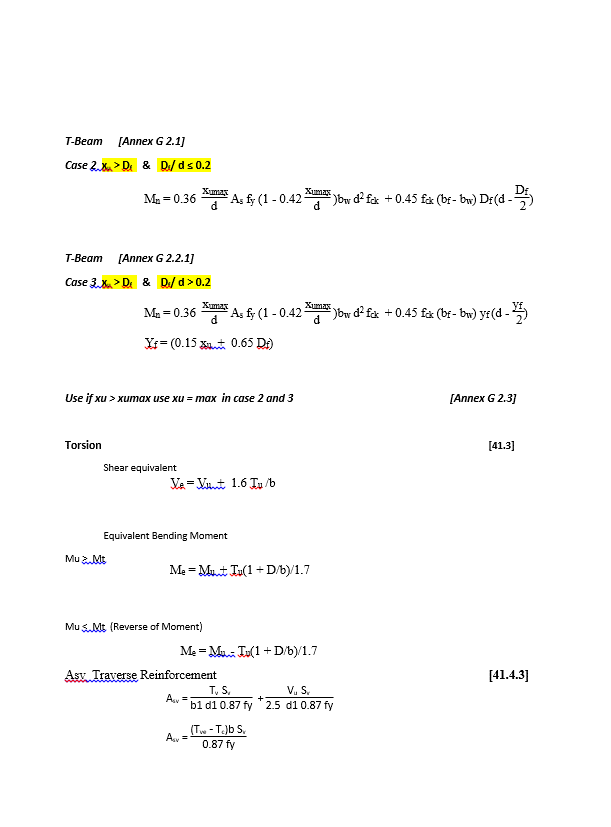 T-Beam [Annex G 2.1]
Case 2 xᵤ > Df & Df/ d ≤ 0.2
Mn = 0.36 xumax/d As fy (1 - 0.42 xumax/d )bw d² fck + 0.45 fck (bf - bw) Df (d - Df/2)
T-Beam [Annex G 2.2.1]
Case 3 xᵤ > Df & Df/ d > 0.2
Mn = 0.36 xumax/d As fy (1 - 0.42 xumax/d )bw d² fck + 0.45 fck (bf - bw) yf (d - yf/2)
Yf = (0.15 xu + 0.65 Df)
Use if xu > xumax use xu = max in case 2 and 3 [Annex G 2.3]
Torsion [41.3]
Shear equivalent
Ve = Vu + 1.6 Tu /b
Equivalent Bending Moment
Mu > Mt
Me = Mu + Tu(1 + D/b)/1.7
Mu < Mt (Reverse of Moment)
Me = Mu - Tu(1 + D/b)/1.7
Asv Traverse Reinforcement [41.4.3]
Asv = Tv Sv/b1 d1 0.87 fy + Vu Sv/2.5 d1 0.87 fy
Asv = (Tve - Tc)b Sv/0.87 fy